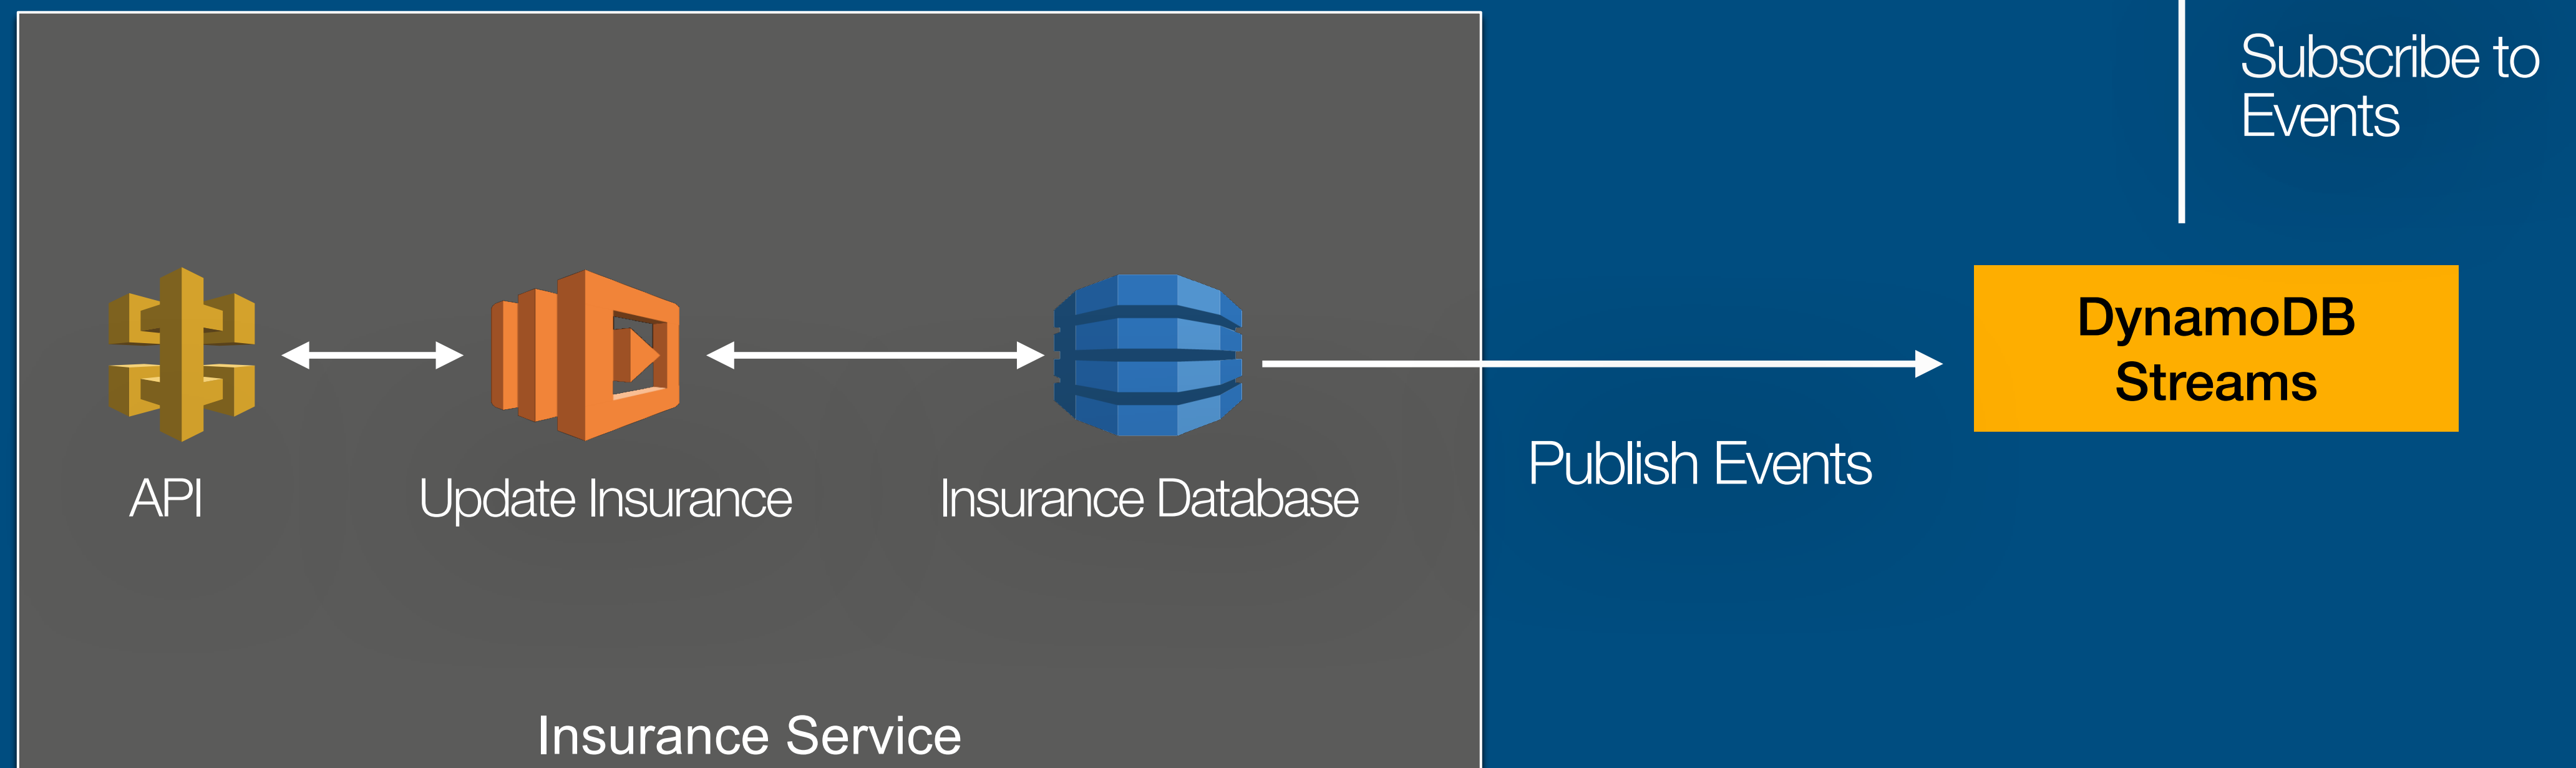 Subscribe to
Events
DynamoDB
Streams
Publish Events
API
Update Insurance
Insurance Database
Insurance Service